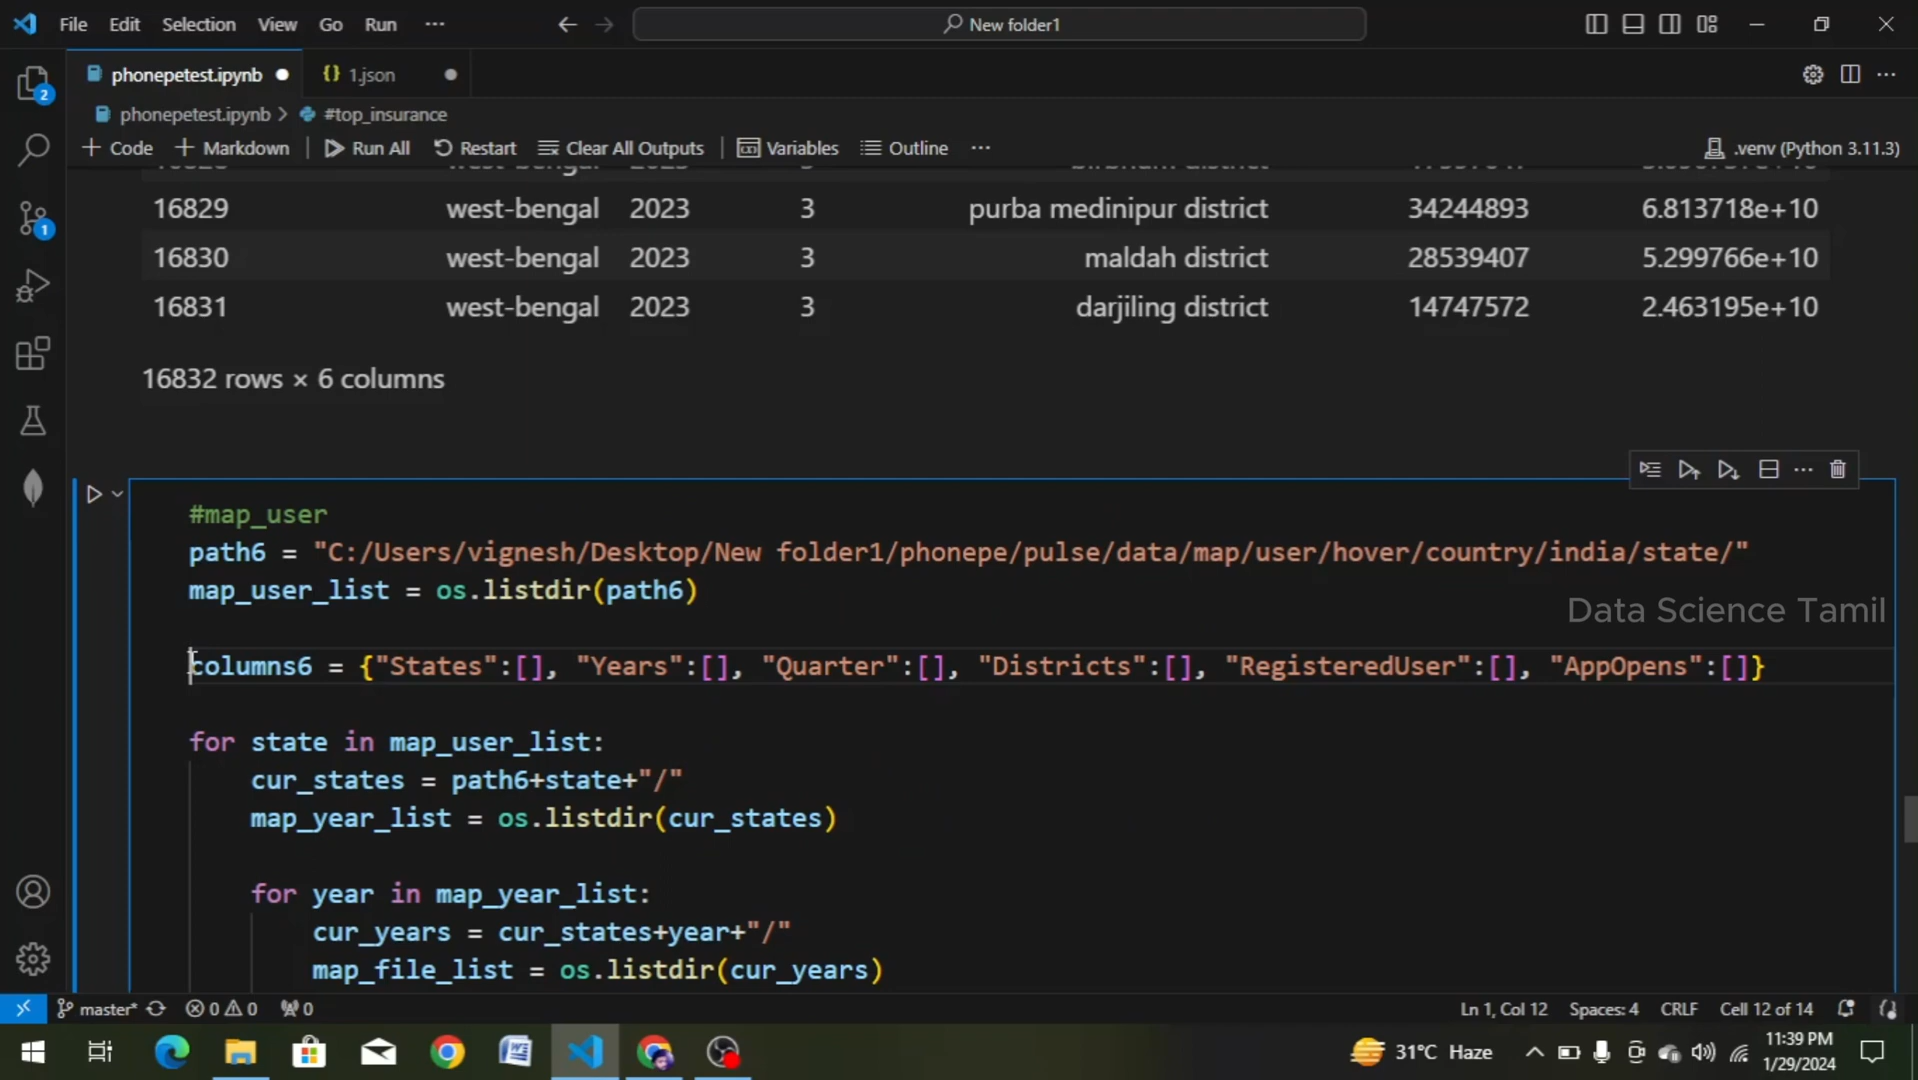 File Edit Selection View Go Run ··· New folder1
phonepetest.ipynb {} 1.json
phonepetest.ipynb > #top_insurance
+ Code + Markdown Run All Restart Clear All Outputs Variables Outline ··· .venv (Python 3.11.3)
16829 west-bengal 2023 3 purba medinipur district 34244893 6.813718e+10
16830 west-bengal 2023 3 maldah district 28539407 5.299766e+10
16831 west-bengal 2023 3 darjiling district 14747572 2.463195e+10
16832 rows × 6 columns
#map_user
path6 = "C:/Users/vignesh/Desktop/New folder1/phonepe/pulse/data/map/user/hover/country/india/state/"
map_user_list = os.listdir(path6)
Data Science Tamil
columns6 = {"States":[], "Years":[], "Quarter":[], "Districts":[], "RegisteredUser":[], "AppOpens":[]}
for state in map_user_list:
cur_states = path6+state+"/"
map_year_list = os.listdir(cur_states)
for year in map_year_list:
cur_years = cur_states+year+"/"
map_file_list = os.listdir(cur_years)
2
1
master* 0 0 0 Ln 1, Col 12 Spaces: 4 CRLF Cell 12 of 14
31°C Haze 11:39 PM
1/29/2024